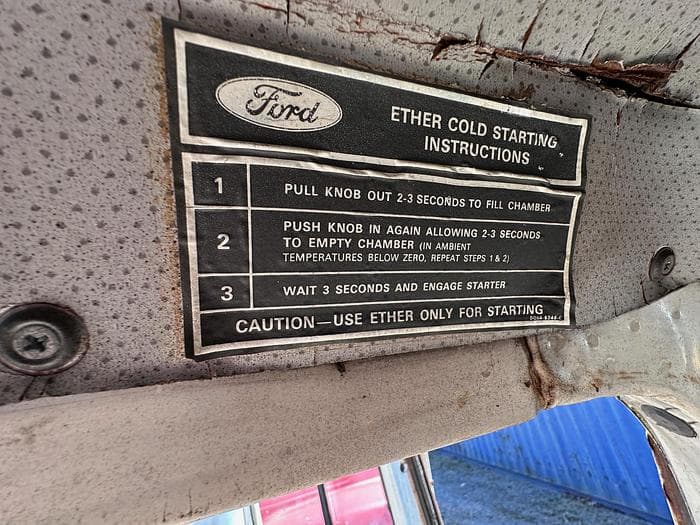 Ford
ETHER COLD STARTING
INSTRUCTIONS
1 PULL KNOB OUT 2-3 SECONDS TO FILL CHAMBER
2 PUSH KNOB IN AGAIN ALLOWING 2-3 SECONDS
TO EMPTY CHAMBER (IN AMBIENT
TEMPERATURES BELOW ZERO, REPEAT STEPS 1 & 2)
3 WAIT 3 SECONDS AND ENGAGE STARTER
CAUTION—USE ETHER ONLY FOR STARTING